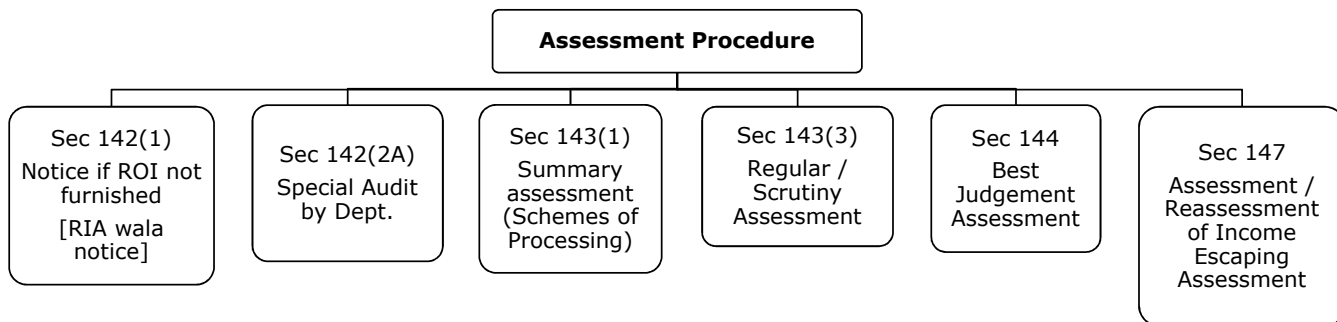 Assessment Procedure
Sec 142(1)
Notice if ROI not
furnished
[RIA wala
notice]
Sec 142(2A)
Special Audit
by Dept.
Sec 143(1)
Summary
assessment
(Schemes of
Processing)
Sec 143(3)
Regular /
Scrutiny
Assessment
Sec 144
Best
Judgement
Assessment
Sec 147
Assessment /
Reassessment
of Income
Escaping
Assessment